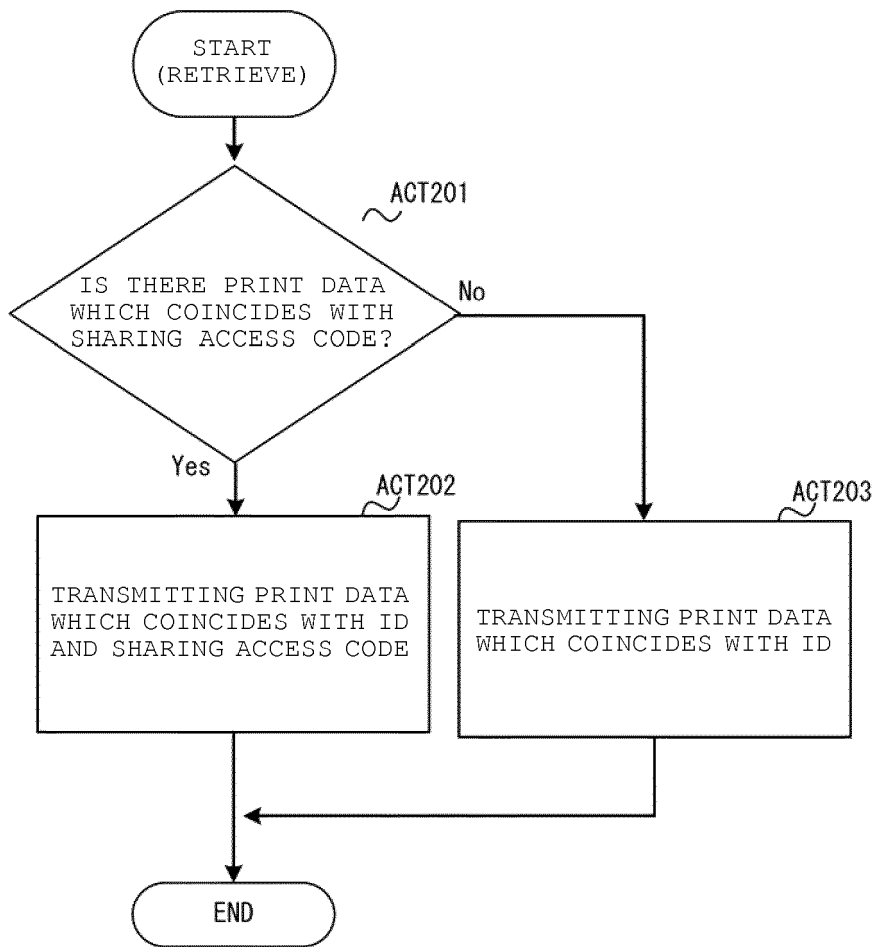 START
(RETRIEVE)
ACT201
IS THERE PRINT DATA
WHICH COINCIDES WITH
SHARING ACCESS CODE?
No
Yes
ACT202
TRANSMITTING PRINT DATA
WHICH COINCIDES WITH ID
AND SHARING ACCESS CODE
ACT203
TRANSMITTING PRINT DATA
WHICH COINCIDES WITH ID
END